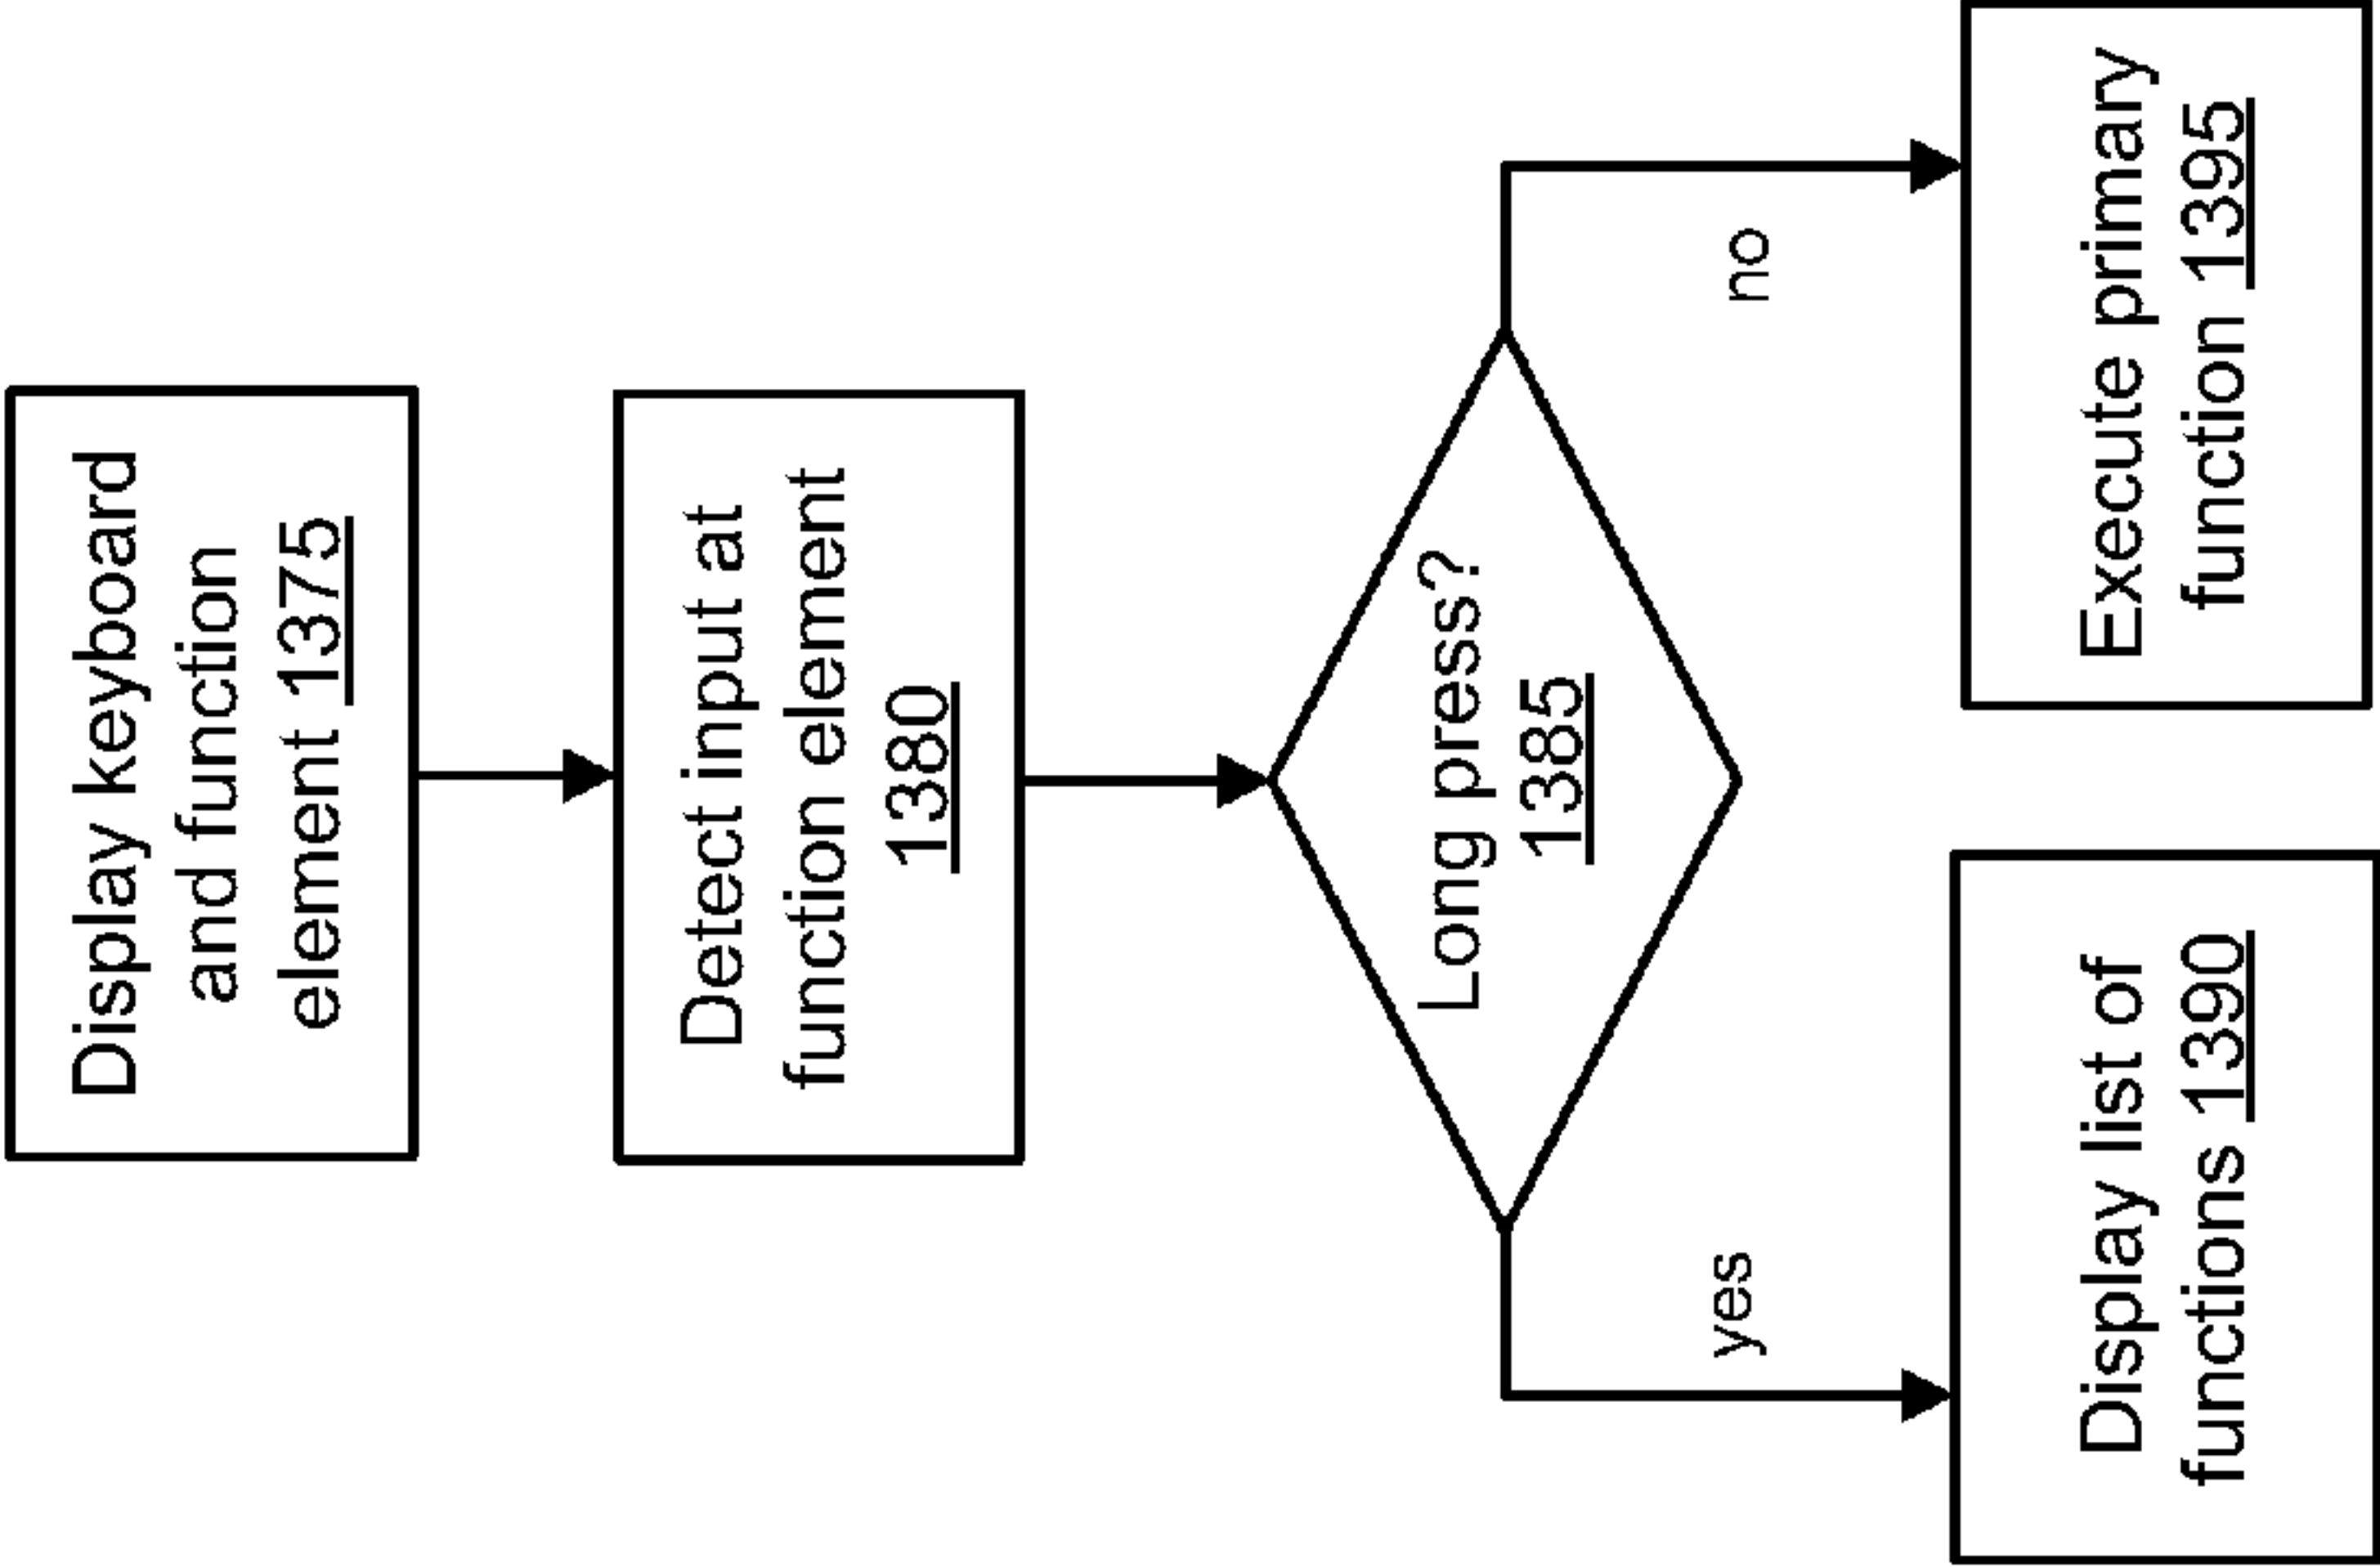 Display keyboard
and function
element 1375
Detect input at
function element
1380
Long press?
1385
yes
no
Display list of
functions 1390
Execute primary
function 1395